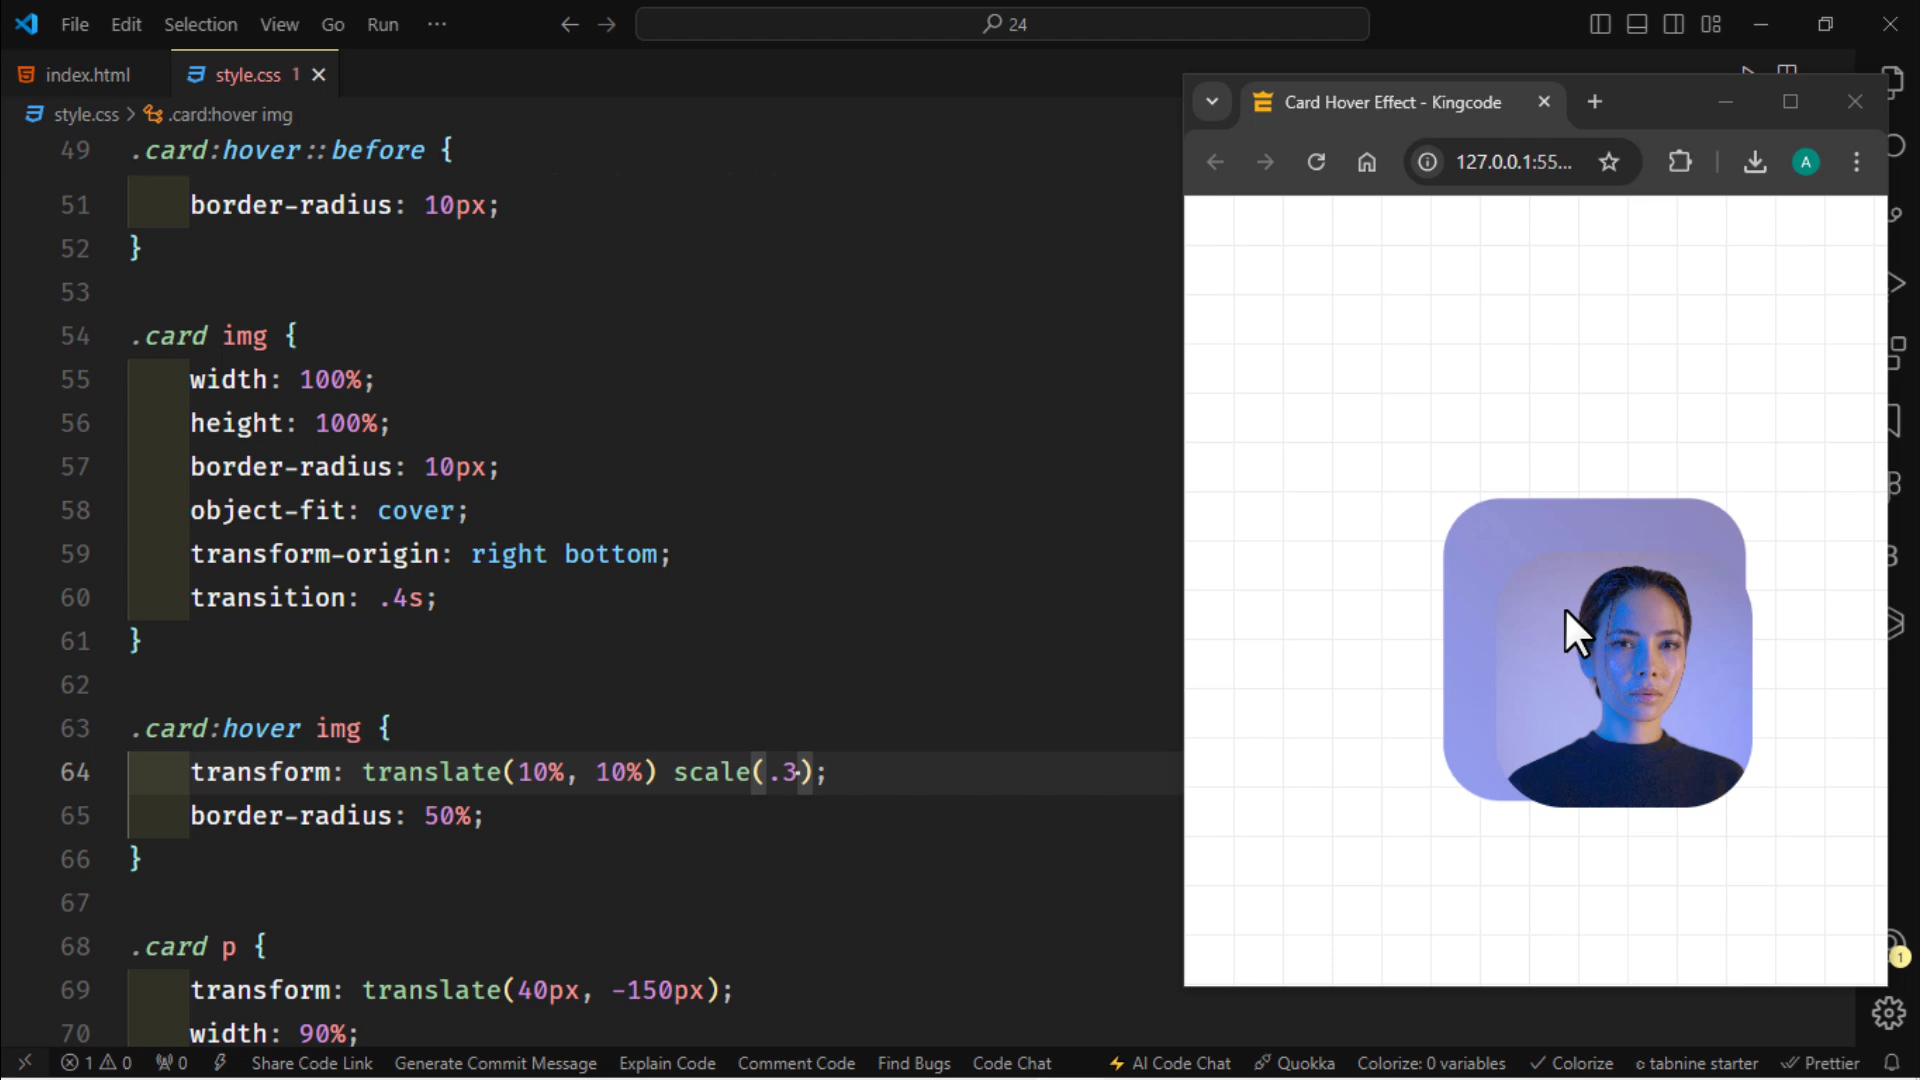 File Edit Selection View Go Run ···
24
index.html
style.css 1
style.css > .card:hover img
49 .card:hover::before {
51 border-radius: 10px;
52 }
53
54 .card img {
55 width: 100%;
56 height: 100%;
57 border-radius: 10px;
58 object-fit: cover;
59 transform-origin: right bottom;
60 transition: .4s;
61 }
62
63 .card:hover img {
64 transform: translate(10%, 10%) scale(.3);
65 border-radius: 50%;
66 }
67
68 .card p {
69 transform: translate(40px, -150px);
70 width: 90%;
Card Hover Effect - Kingcode
127.0.0.1:55...
A
1
1 0 0 Share Code Link Generate Commit Message Explain Code Comment Code Find Bugs Code Chat AI Code Chat Quokka Colorize: 0 variables Colorize tabnine starter Prettier